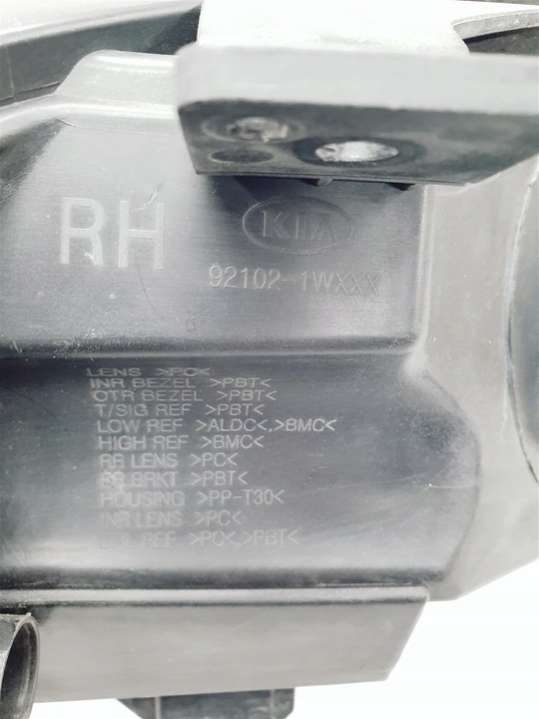 RH KIA
92102-1WXXX
LENS >PC<
INR BEZEL >PBT<
OTR BEZEL >PBT<
T/SIG REF >PBT<
LOW REF >ALDC<,>BMC<
HIGH REF >BMC<
RR LENS >PC<
BRKT >PBT<
HOUSING >PP-T30<
INR LENS >PC<
REF >PC<,>PBT<